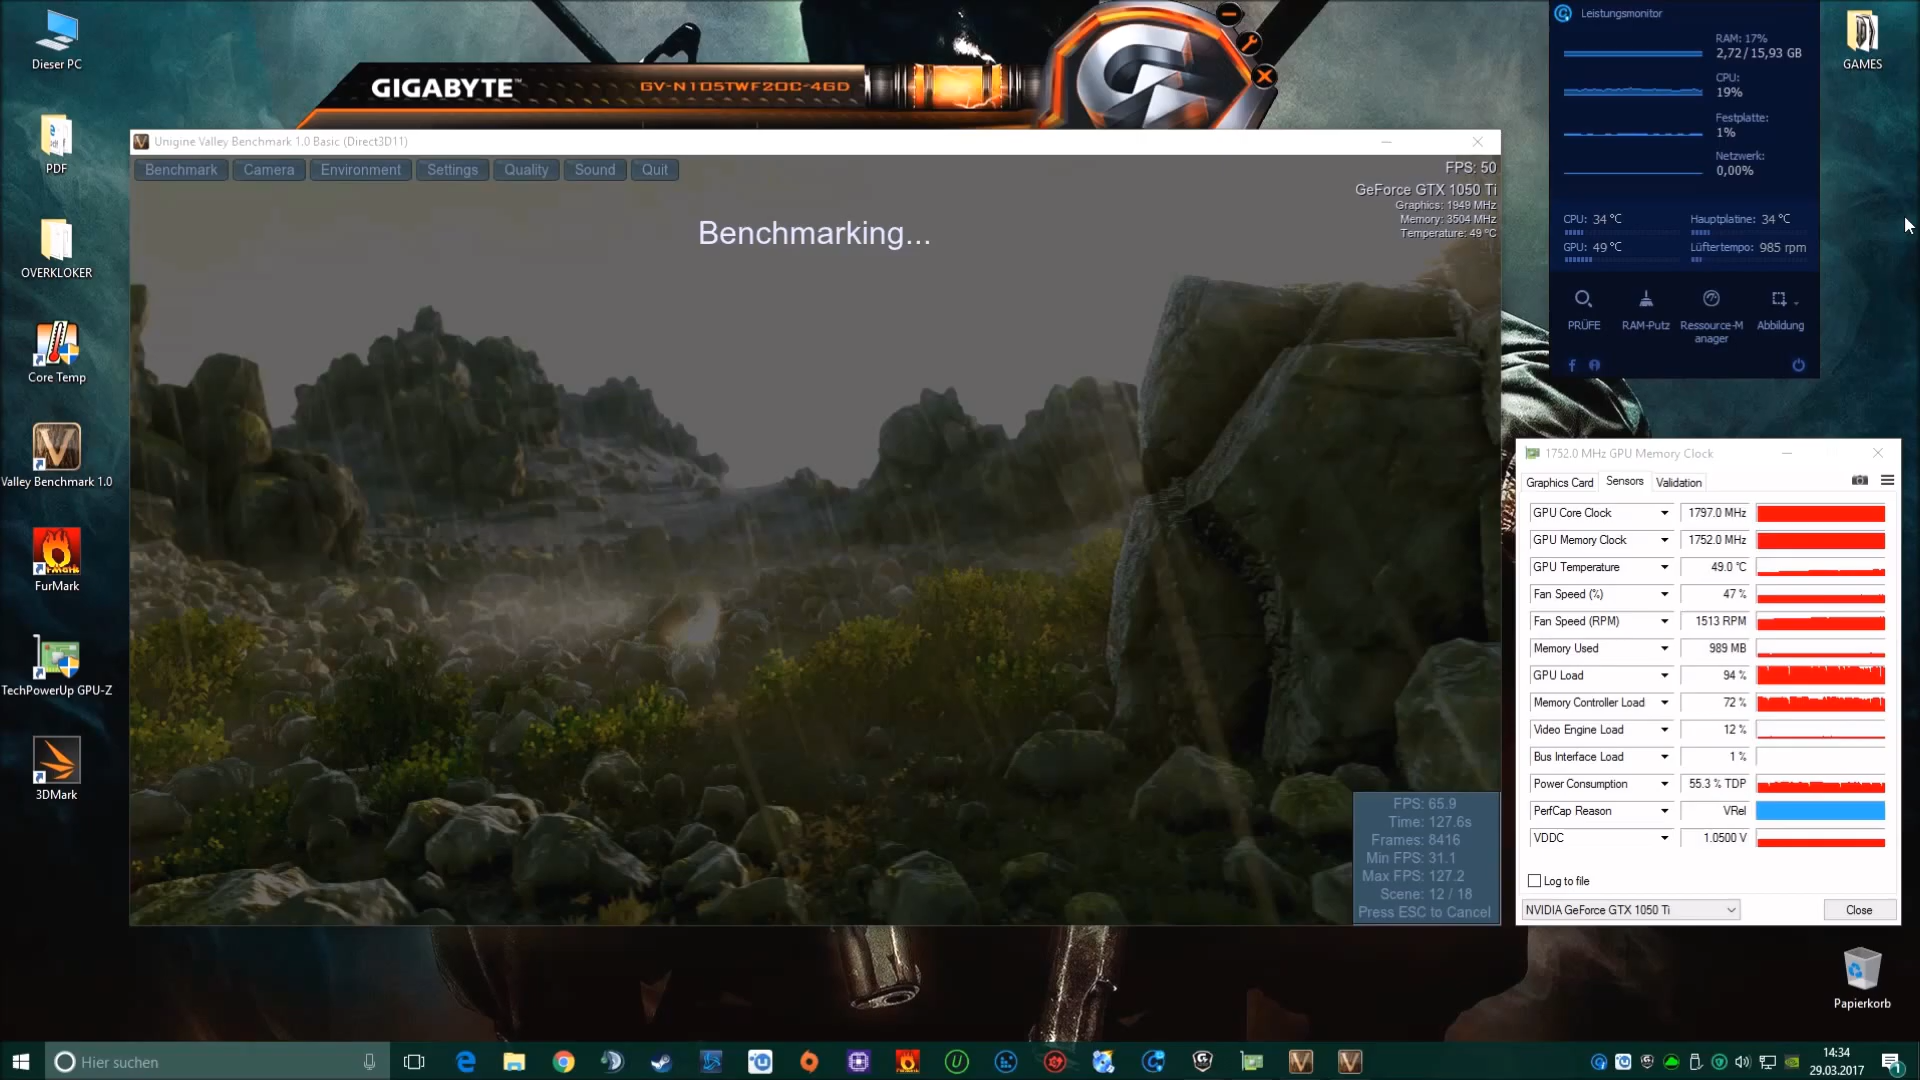 Dieser PC
PDF
OVERKLOKER
Core Temp
Valley Benchmark 1.0
FurMark
TechPowerUp GPU-Z
3DMark
GIGABYTE™
GV-N105TWF2OC-4GD
Unigine Valley Benchmark 1.0 Basic (Direct3D11)
Benchmark
Camera
Environment
Settings
Quality
Sound
Quit
FPS: 50
GeForce GTX 1050 Ti
Graphics: 1949 MHz
Memory: 3504 MHz
Temperature: 49 °C
Benchmarking...
FPS: 65.9
Time: 127.6s
Frames: 8416
Min FPS: 31.1
Max FPS: 127.2
Scene: 12 / 18
Press ESC to Cancel
Leistungsmonitor
RAM: 17%
2,72/15,93 GB
CPU:
19%
Festplatte:
1%
Netzwerk:
0,00%
CPU: 34 °C
Hauptplatine: 34 °C
GPU: 49 °C
Lüftertempo: 985 rpm
PRÜFE
RAM-Putz
Ressource-M
anager
Abbildung
GAMES
1752.0 MHz GPU Memory Clock
Graphics Card
Sensors
Validation
GPU Core Clock 1797.0 MHz
GPU Memory Clock 1752.0 MHz
GPU Temperature 49.0 °C
Fan Speed (%) 47 %
Fan Speed (RPM) 1513 RPM
Memory Used 989 MB
GPU Load 94 %
Memory Controller Load 72 %
Video Engine Load 12 %
Bus Interface Load 1 %
Power Consumption 55.3 % TDP
PerfCap Reason VRel
VDDC 1.0500 V
Log to file
NVIDIA GeForce GTX 1050 Ti
Close
Papierkorb
Hier suchen
14:34
29.03.2017
1